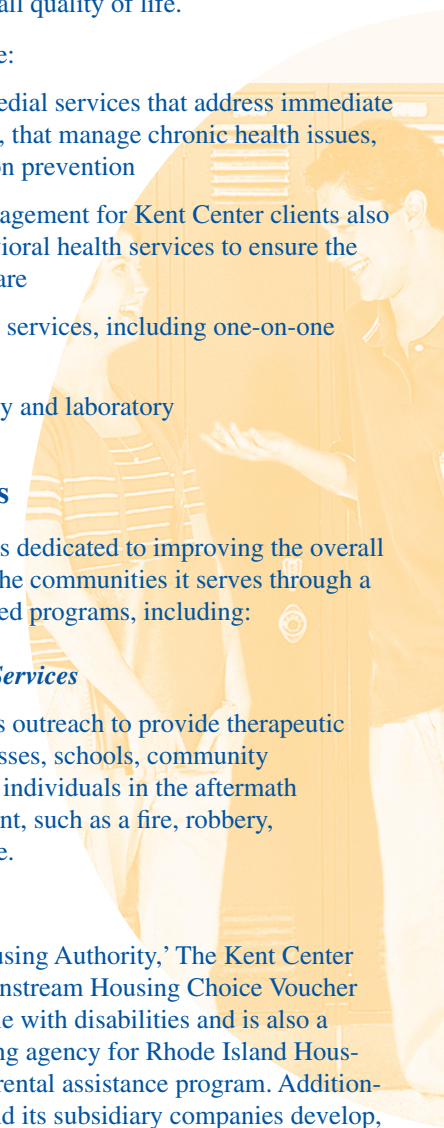 all quality of life.
e:
edial services that address immediate
, that manage chronic health issues,
on prevention
agement for Kent Center clients also
vioral health services to ensure the
are
services, including one-on-one
y and laboratory
s
s dedicated to improving the overall
he communities it serves through a
ed programs, including:
Services
s outreach to provide therapeutic
sses, schools, community
individuals in the aftermath
nt, such as a fire, robbery,
e.
using Authority,’ The Kent Center
nstream Housing Choice Voucher
le with disabilities and is also a
ng agency for Rhode Island Hous-
rental assistance program. Addition-
nd its subsidiary companies develop,